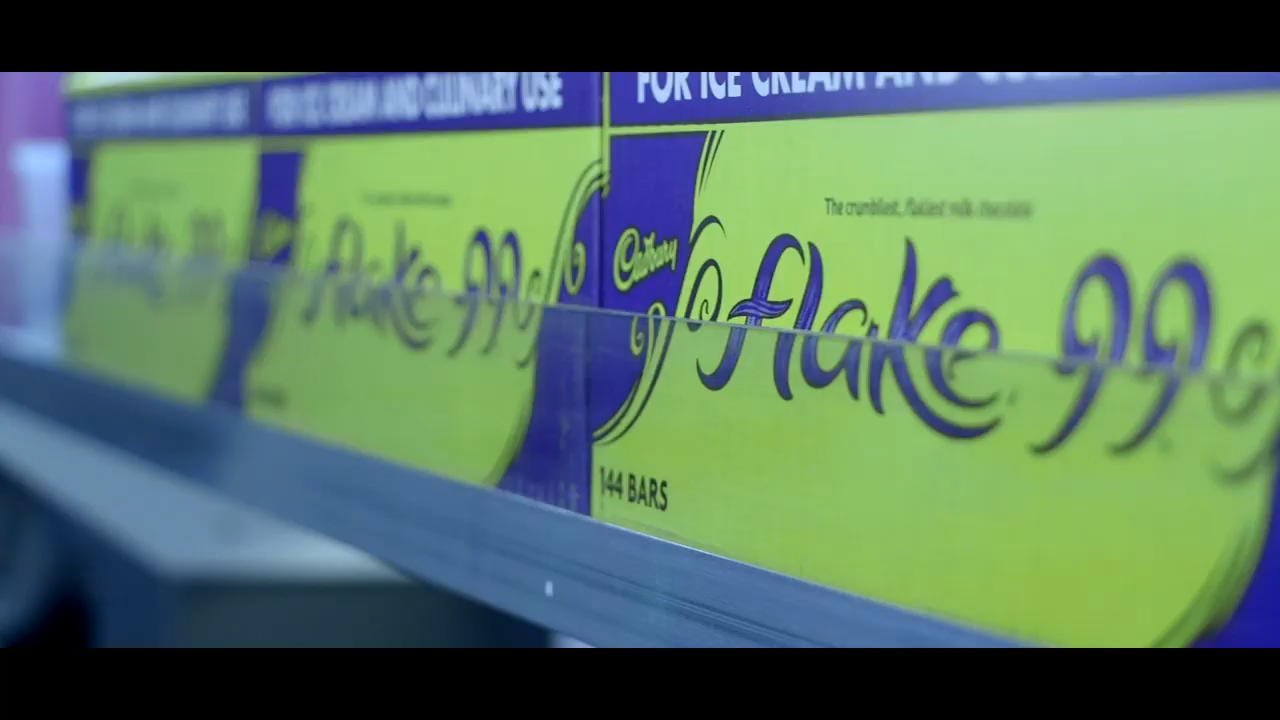 FOR ICE CREAM AND CULINARY USE
FOR ICE CREAM AND
The crumbliest, flakiest milk chocolate
Cadbury
flake 99
flake 99
144 BARS